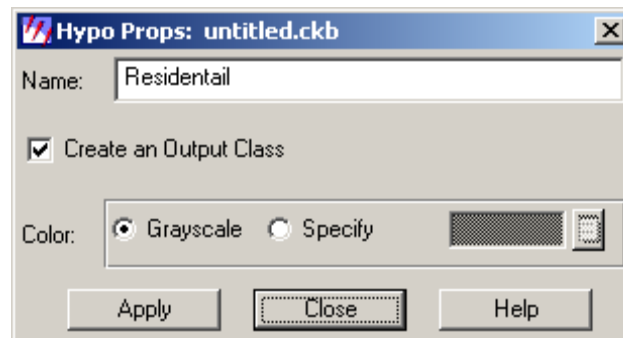 Hypo Props: untitled.ckb
Name: Residentail
Create an Output Class
Color: Grayscale Specify
Apply Close Help